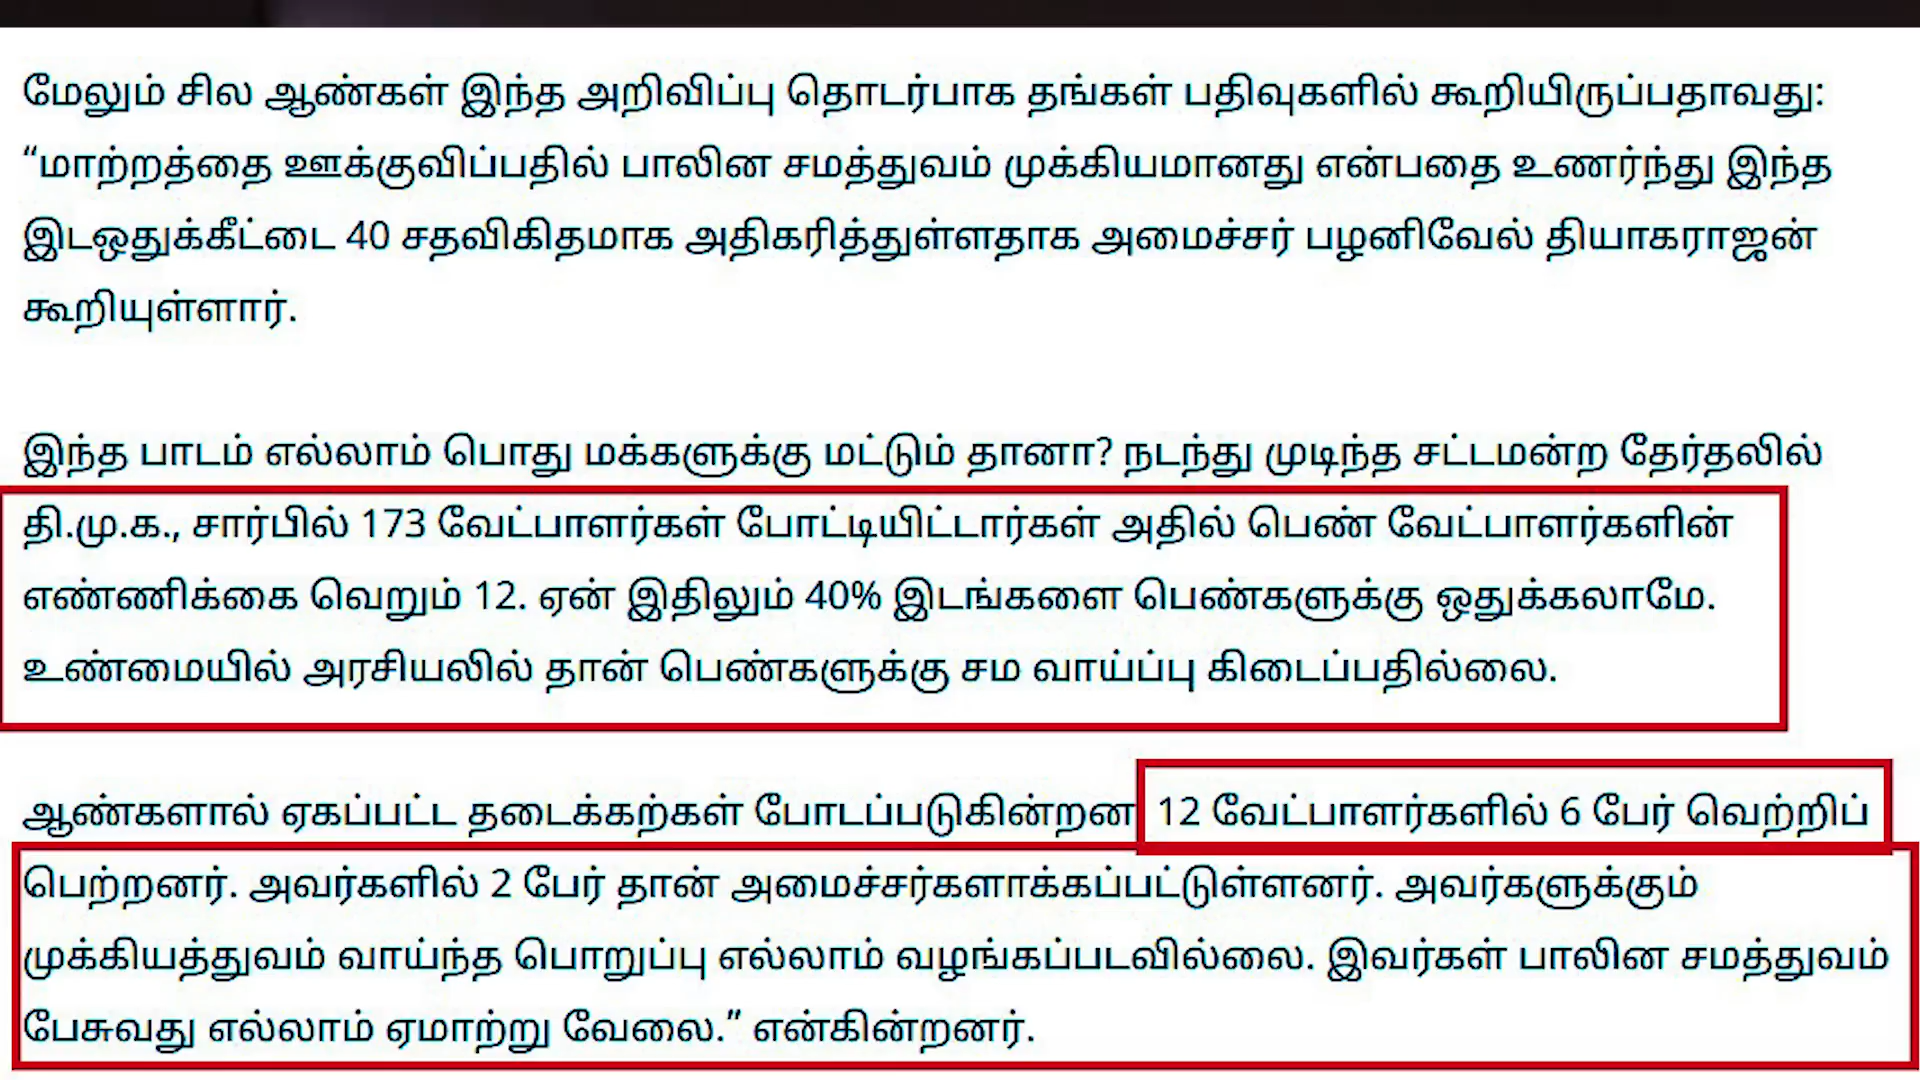 மேலும் சில ஆண்கள் இந்த அறிவிப்பு தொடர்பாக தங்கள் பதிவுகளில் கூறியிருப்பதாவது:
“மாற்றத்தை ஊக்குவிப்பதில் பாலின சமத்துவம் முக்கியமானது என்பதை உணர்ந்து இந்த
இடஒதுக்கீட்டை 40 சதவிகிதமாக அதிகரித்துள்ளதாக அமைச்சர் பழனிவேல் தியாகராஜன்
கூறியுள்ளார்.
இந்த பாடம் எல்லாம் பொது மக்களுக்கு மட்டும் தானா? நடந்து முடிந்த சட்டமன்ற தேர்தலில்
தி.மு.க., சார்பில் 173 வேட்பாளர்கள் போட்டியிட்டார்கள் அதில் பெண் வேட்பாளர்களின்
எண்ணிக்கை வெறும் 12. ஏன் இதிலும் 40% இடங்களை பெண்களுக்கு ஒதுக்கலாமே.
உண்மையில் அரசியலில் தான் பெண்களுக்கு சம வாய்ப்பு கிடைப்பதில்லை.
ஆண்களால் ஏகப்பட்ட தடைக்கற்கள் போடப்படுகின்றன 12 வேட்பாளர்களில் 6 பேர் வெற்றிப்
பெற்றனர். அவர்களில் 2 பேர் தான் அமைச்சர்களாக்கப்பட்டுள்ளனர். அவர்களுக்கும்
முக்கியத்துவம் வாய்ந்த பொறுப்பு எல்லாம் வழங்கப்படவில்லை. இவர்கள் பாலின சமத்துவம்
பேசுவது எல்லாம் ஏமாற்று வேலை.” என்கின்றனர்.